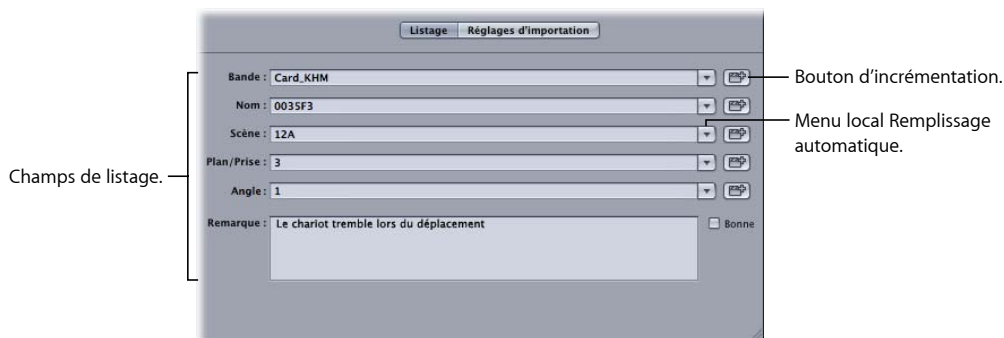 Listage Réglages d'importation
Bande : Card_KHM
Bouton d'incrémentation.
Nom : 0035F3
Scène : 12A
Menu local Remplissage
automatique.
Plan/Prise : 3
Champs de listage.
Angle : 1
Remarque : Le chariot tremble lors du déplacement
Bonne